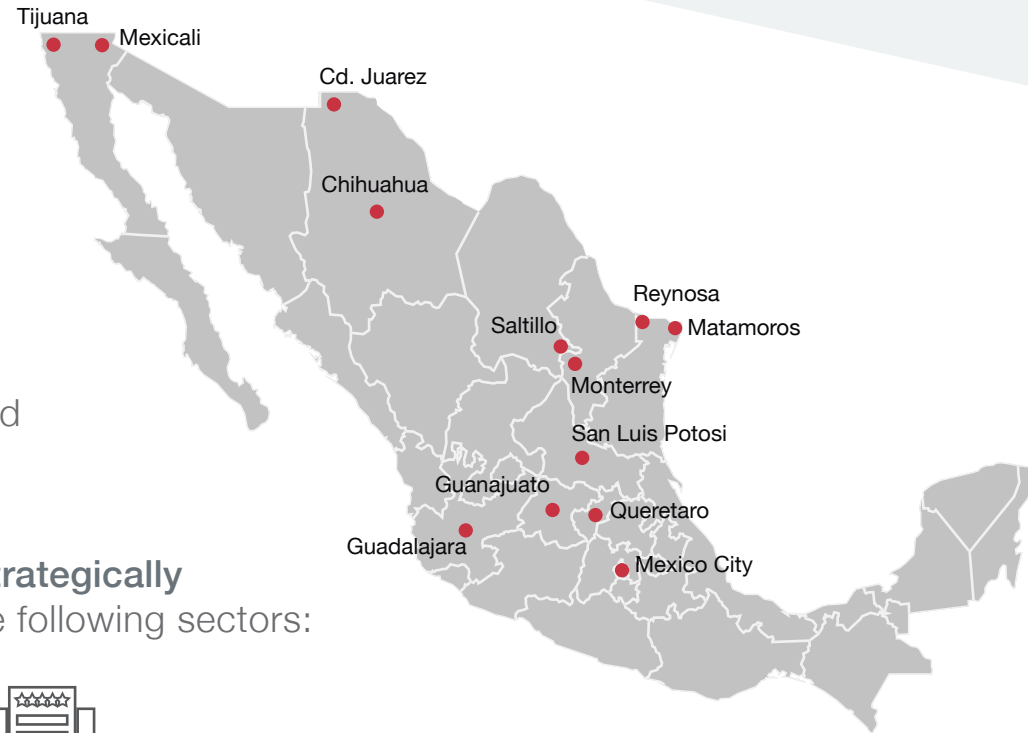 Tijuana
Mexicali
Cd. Juarez
Chihuahua
Reynosa
Saltillo
Matamoros
Monterrey
San Luis Potosi
Guanajuato
Queretaro
Guadalajara
Mexico City
following sectors: